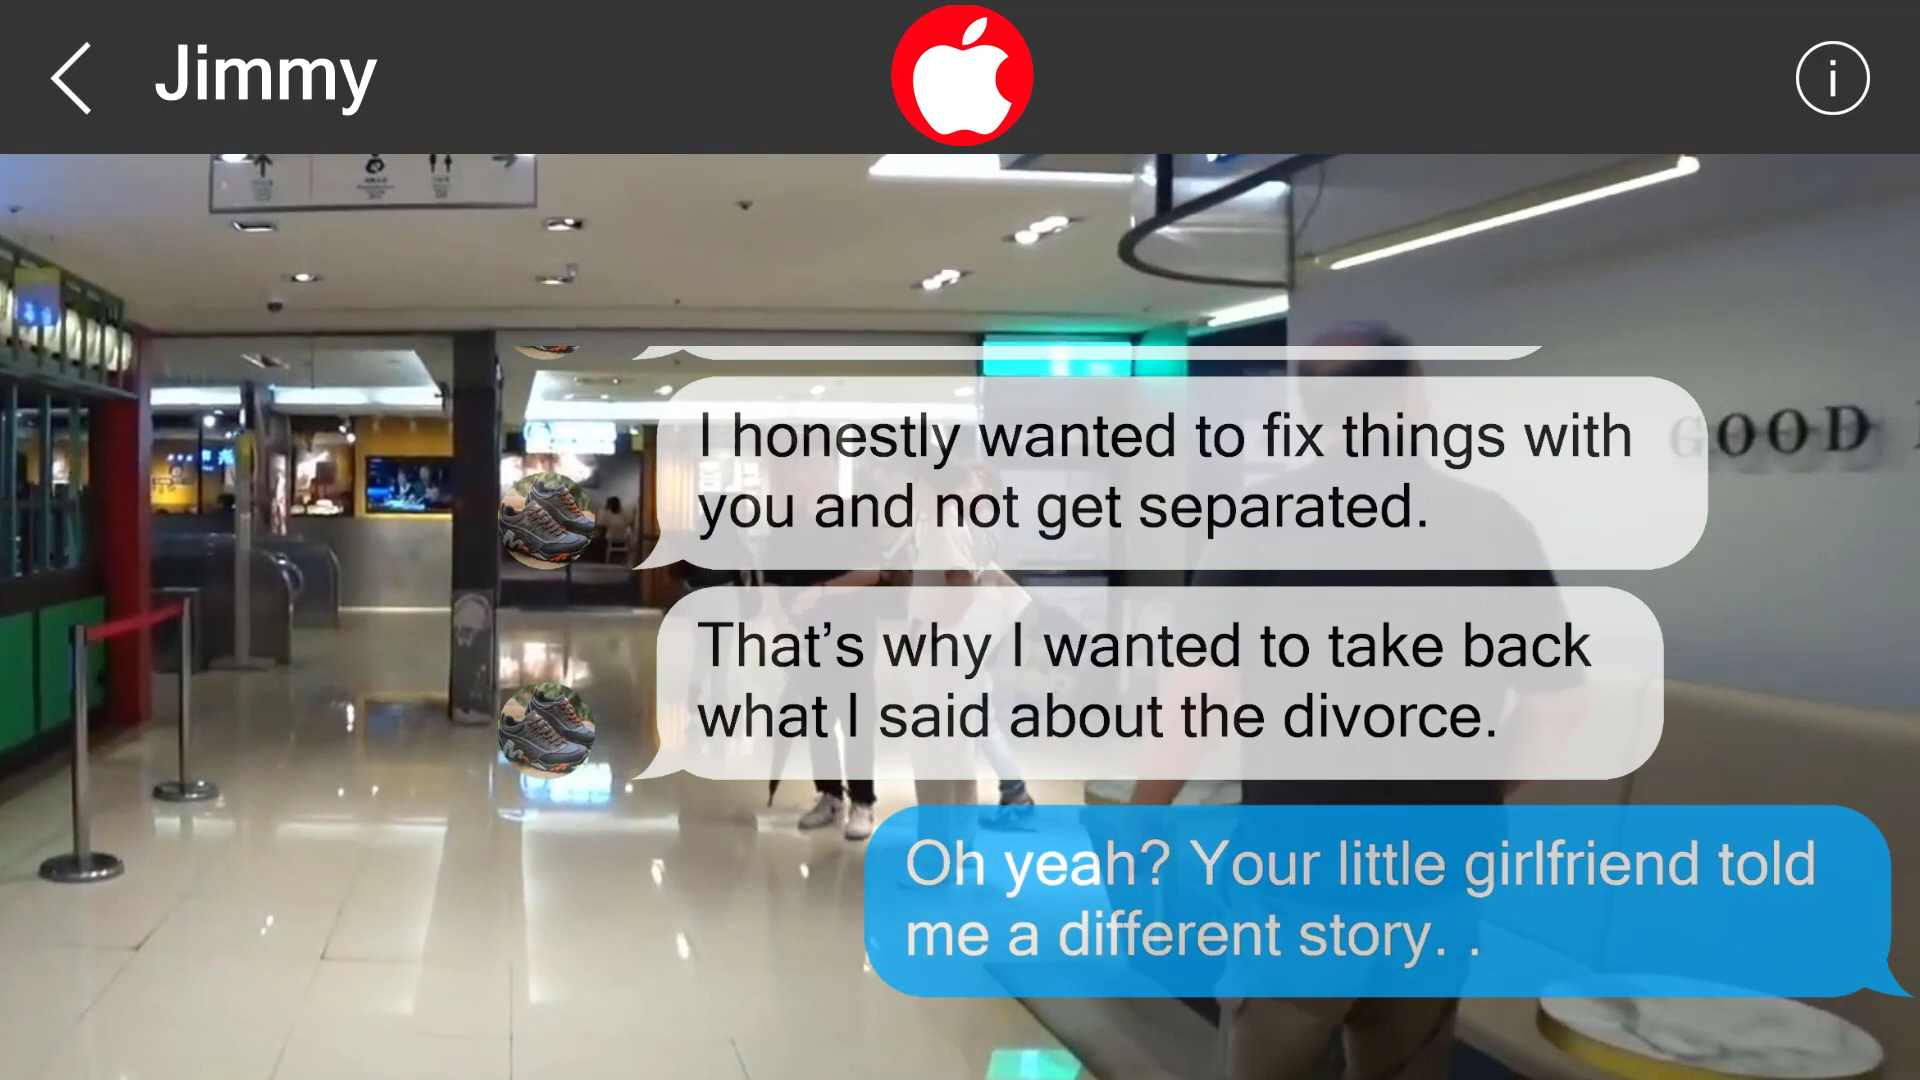 Jimmy
i
I honestly wanted to fix things with
you and not get separated.
That’s why I wanted to take back
what I said about the divorce.
Oh yeah? Your little girlfriend told
me a different story. .
GOOD